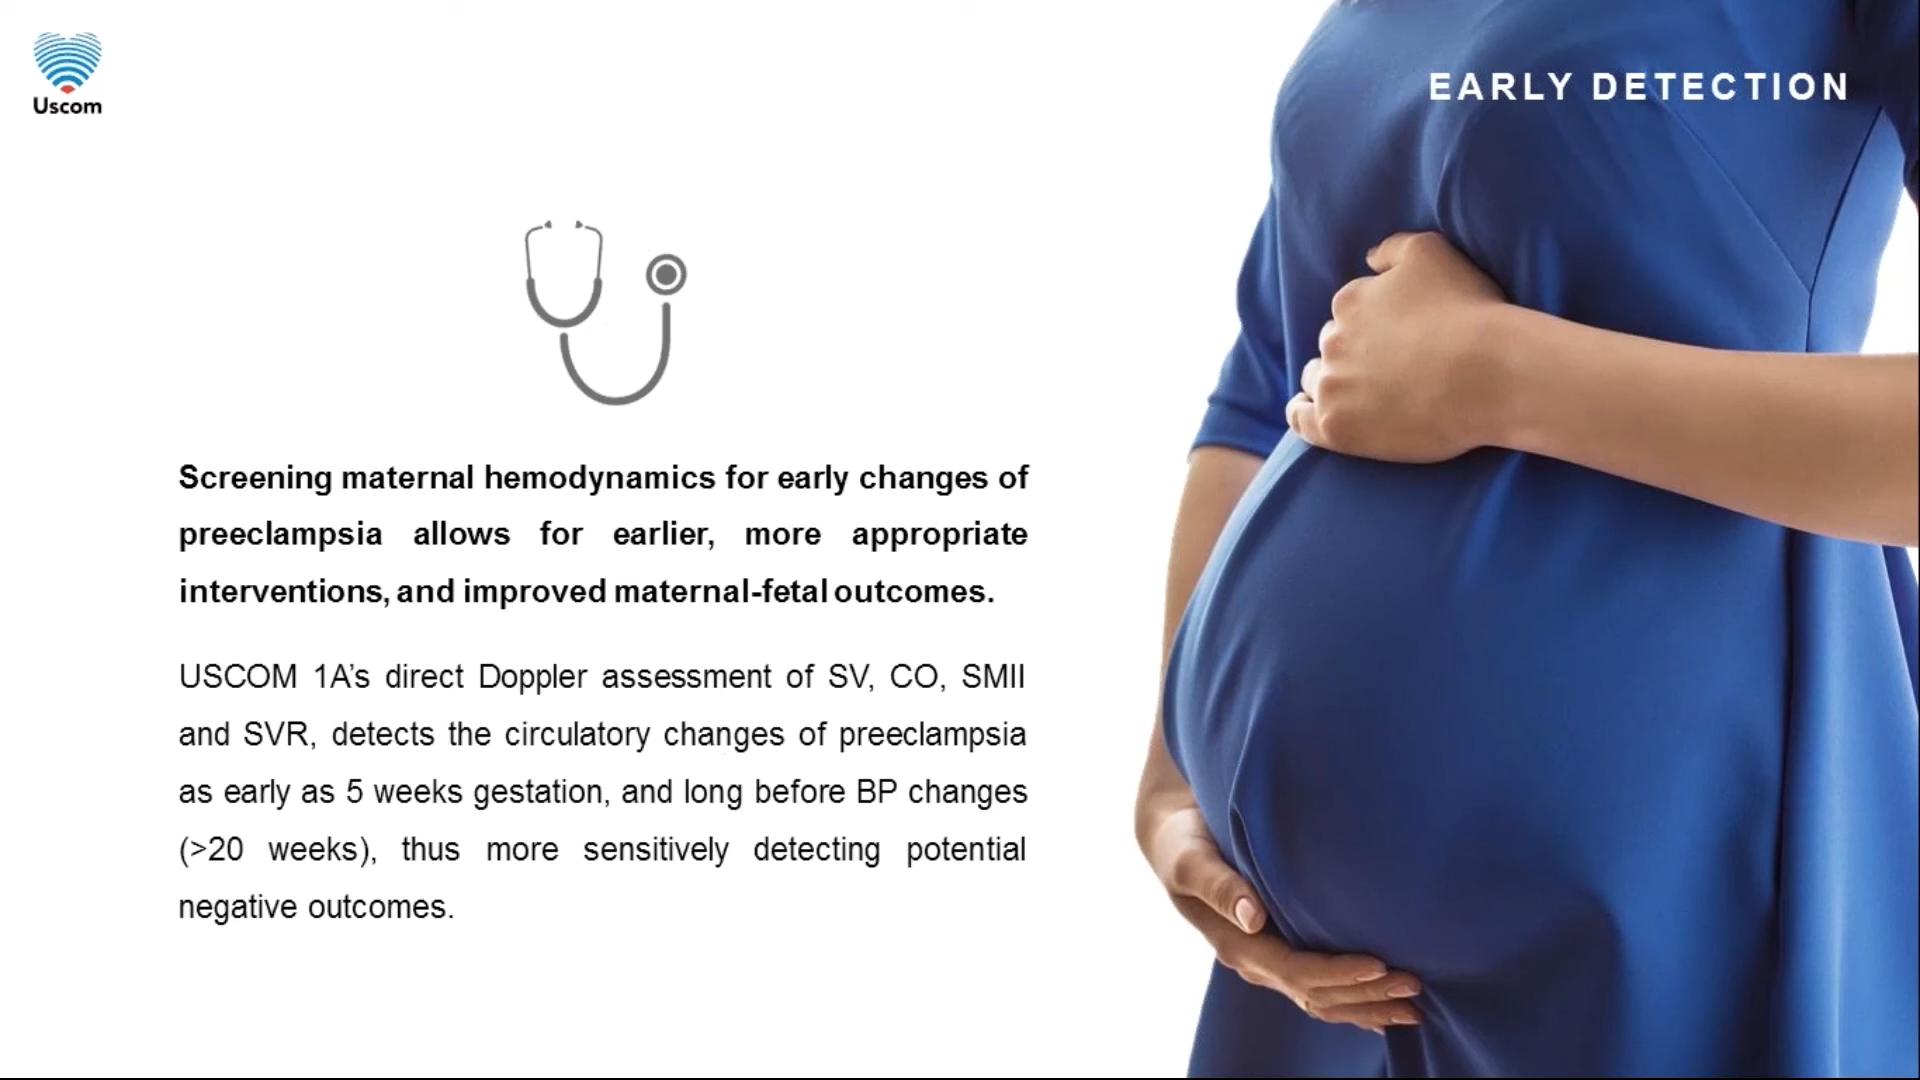 Uscom
EARLY DETECTION
Screening maternal hemodynamics for early changes of
preeclampsia allows for earlier, more appropriate
interventions, and improved maternal-fetal outcomes.
USCOM 1A’s direct Doppler assessment of SV, CO, SMII
and SVR, detects the circulatory changes of preeclampsia
as early as 5 weeks gestation, and long before BP changes
(>20 weeks), thus more sensitively detecting potential
negative outcomes.